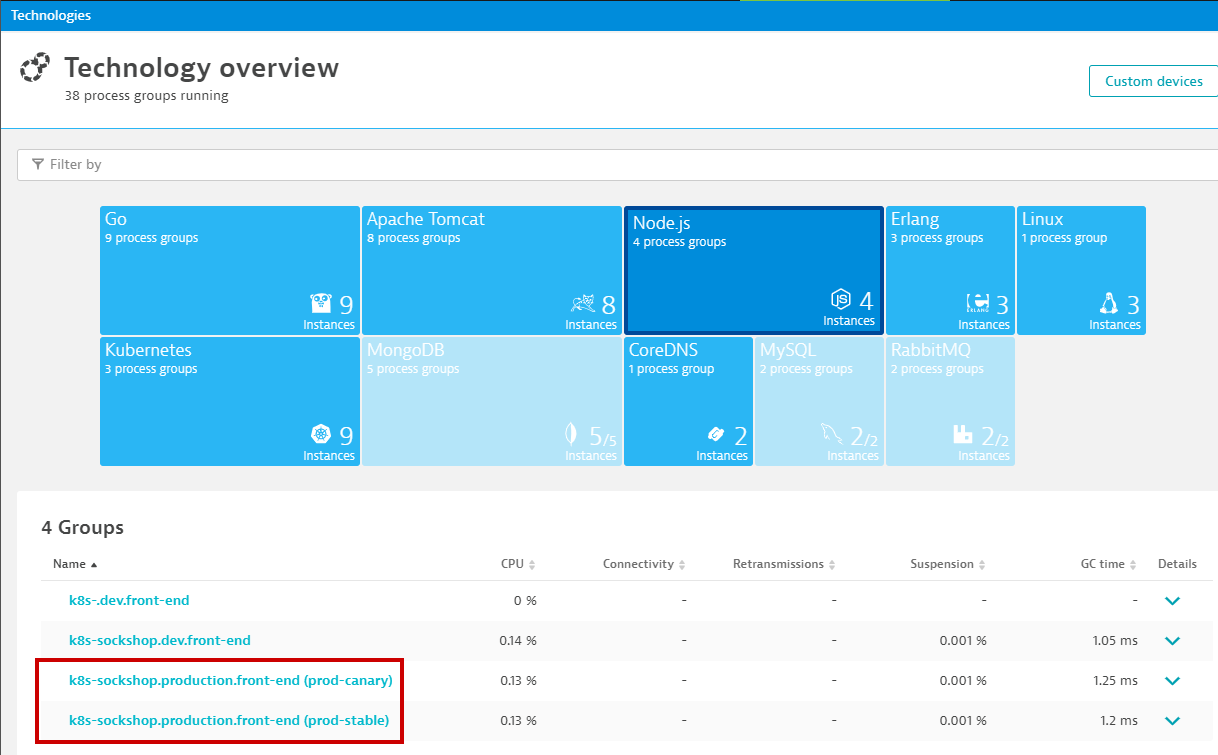 Technologies
Technology overview
38 process groups running
Custom devices
Filter by
Go
9 process groups
9
Instances
Apache Tomcat
8 process groups
8
Instances
Node.js
4 process groups
JS
4
Instances
Erlang
3 process groups
ERLANG
3
Instances
Linux
1 process group
3
Instances
Kubernetes
3 process groups
9
Instances
MongoDB
5 process groups
5/5
Instances
CoreDNS
1 process group
2
Instances
MySQL
2 process groups
2/2
Instances
RabbitMQ
2 process groups
2/2
Instances
4 Groups
Name CPU Connectivity Retransmissions Suspension GC time Details
k8s-.dev.front-end 0 % - - - -
k8s-sockshop.dev.front-end 0.14 % - - 0.001 % 1.05 ms
k8s-sockshop.production.front-end (prod-canary) 0.13 % - - 0.001 % 1.25 ms
k8s-sockshop.production.front-end (prod-stable) 0.13 % - - 0.001 % 1.2 ms